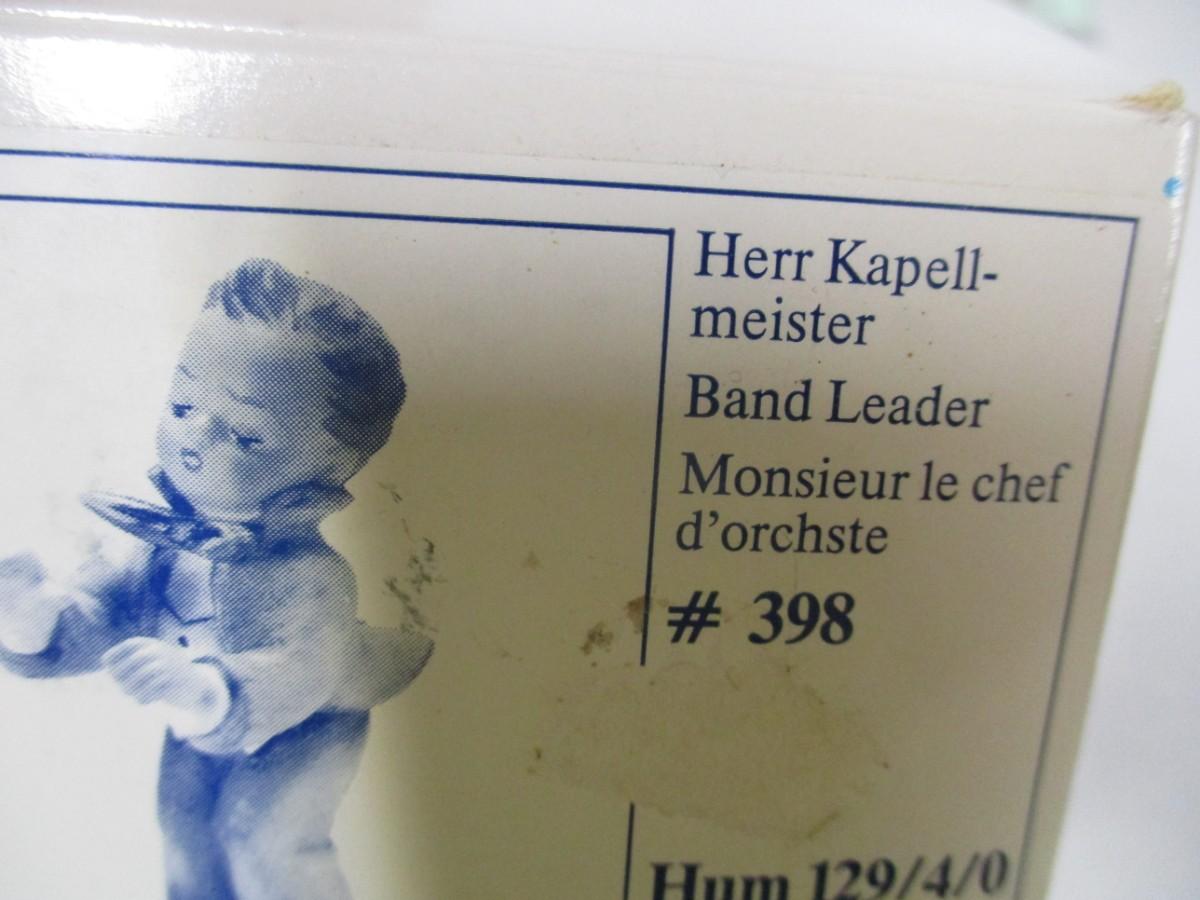 Herr Kapell-
meister
Band Leader
Monsieur le chef
d'orchste
# 398
Hum 129/4/0